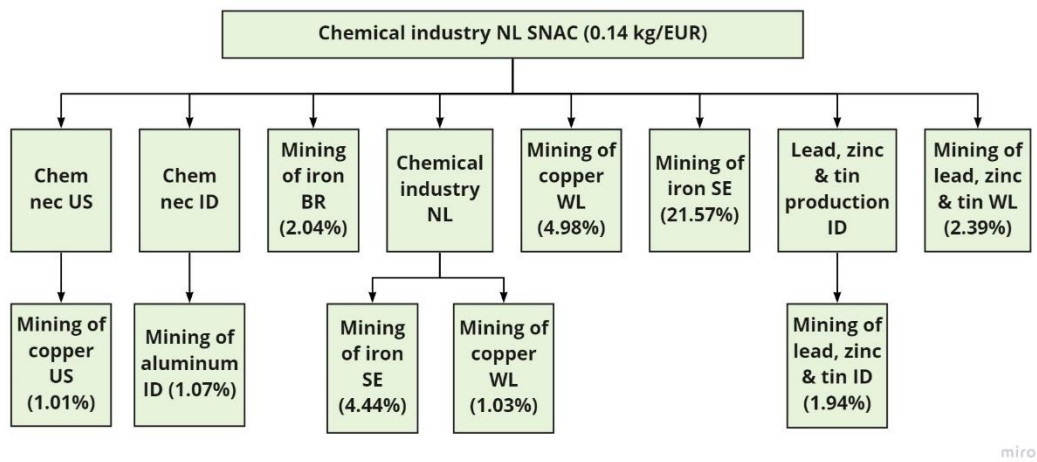 Chemical industry NL SNAC (0.14 kg/EUR)
Chem
nec US
Chem
nec ID
Mining
of iron
BR
(2.04%)
Chemical
industry
NL
Mining of
copper
WL
(4.98%)
Mining of
iron SE
(21.57%)
Lead, zinc
& tin
production
ID
Mining of
lead, zinc
& tin WL
(2.39%)
Mining of
copper
US
(1.01%)
Mining of
aluminum
ID (1.07%)
Mining
of iron
SE
(4.44%)
Mining of
copper
WL
(1.03%)
Mining of
lead, zinc
& tin ID
(1.94%)
miro